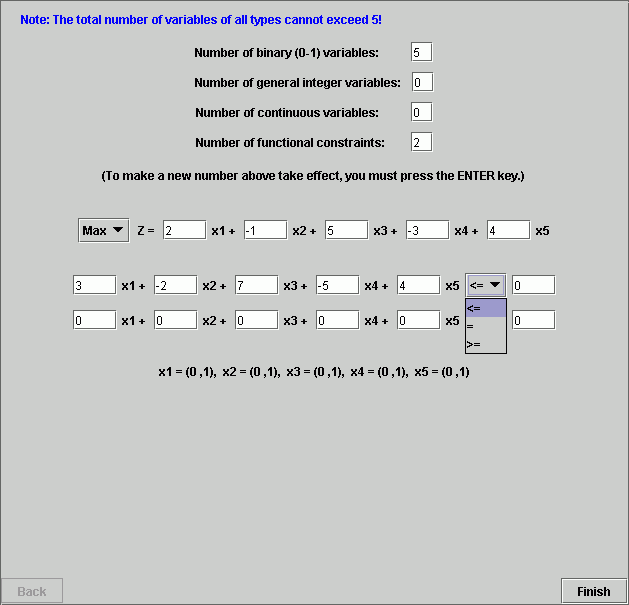 Note: The total number of variables of all types cannot exceed 5!
Number of binary (0-1) variables: 5
Number of general integer variables: 0
Number of continuous variables: 0
Number of functional constraints: 2
(To make a new number above take effect, you must press the ENTER key.)
Max Z = 2 x1 + -1 x2 + 5 x3 + -3 x4 + 4 x5
3 x1 + -2 x2 + 7 x3 + -5 x4 + 4 x5 <= 0
<=
0 x1 + 0 x2 + 0 x3 + 0 x4 + 0 x5 = 0
>=
x1 = (0 ,1), x2 = (0 ,1), x3 = (0 ,1), x4 = (0 ,1), x5 = (0 ,1)
Back Finish